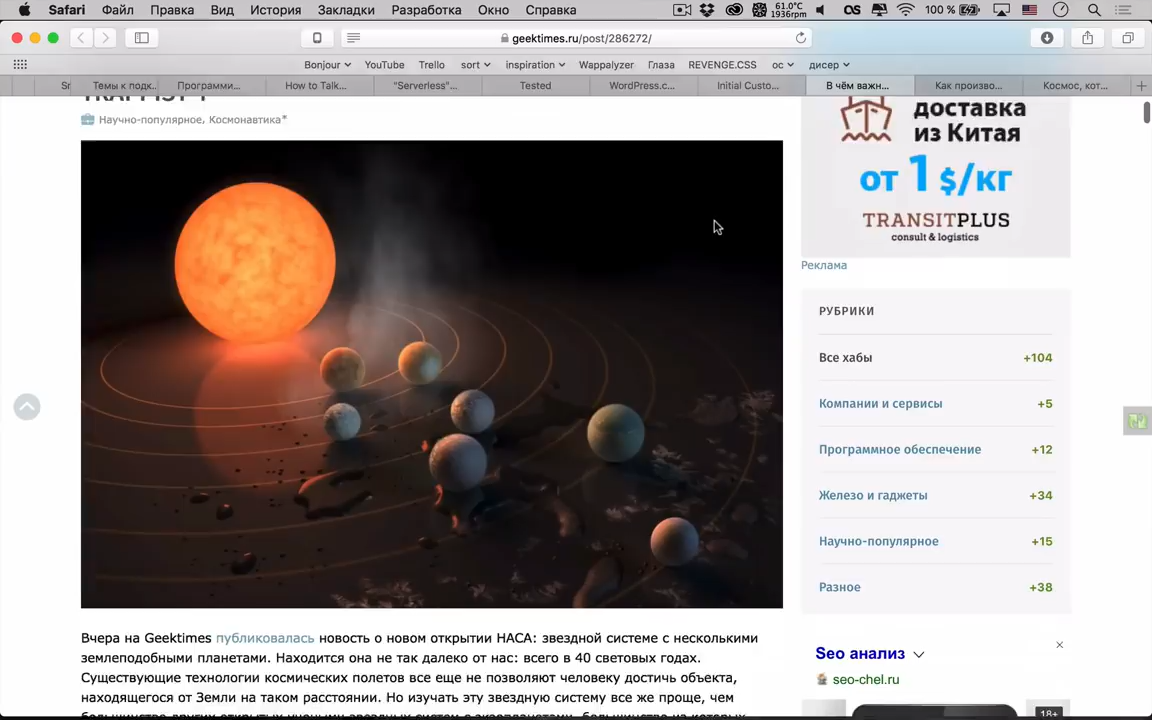 Safari Файл Правка Вид История Закладки Разработка Окно Справка 61.0°C 1936rpm 100 %
geektimes.ru/post/286272/
Bonjour YouTube Trello sort inspiration Wappalyzer Глаза REVENGE.CSS ос дисер
Sr Темы к подк... Программи... How to Talk... "Serverless"... Tested WordPress.c... Initial Custo... В чём важн... Как произво... Космос, кот...
Научно-популярное, Космонавтика*
доставка
из Китая
от 1 $/кг
TRANSITPLUS
consult & logistics
Реклама
РУБРИКИ
Все хабы +104
Компании и сервисы +5
Программное обеспечение +12
Железо и гаджеты +34
Научно-популярное +15
Разное +38
Вчера на Geektimes публиковалась новость о новом открытии НАСА: звездной системе с несколькими
землеподобными планетами. Находится она не так далеко от нас: всего в 40 световых годах.
Существующие технологии космических полетов все еще не позволяют человеку достичь объекта,
находящегося от Земли на таком расстоянии. Но изучать эту звездную систему все же проще, чем
Seo анализ
seo-chel.ru
18+